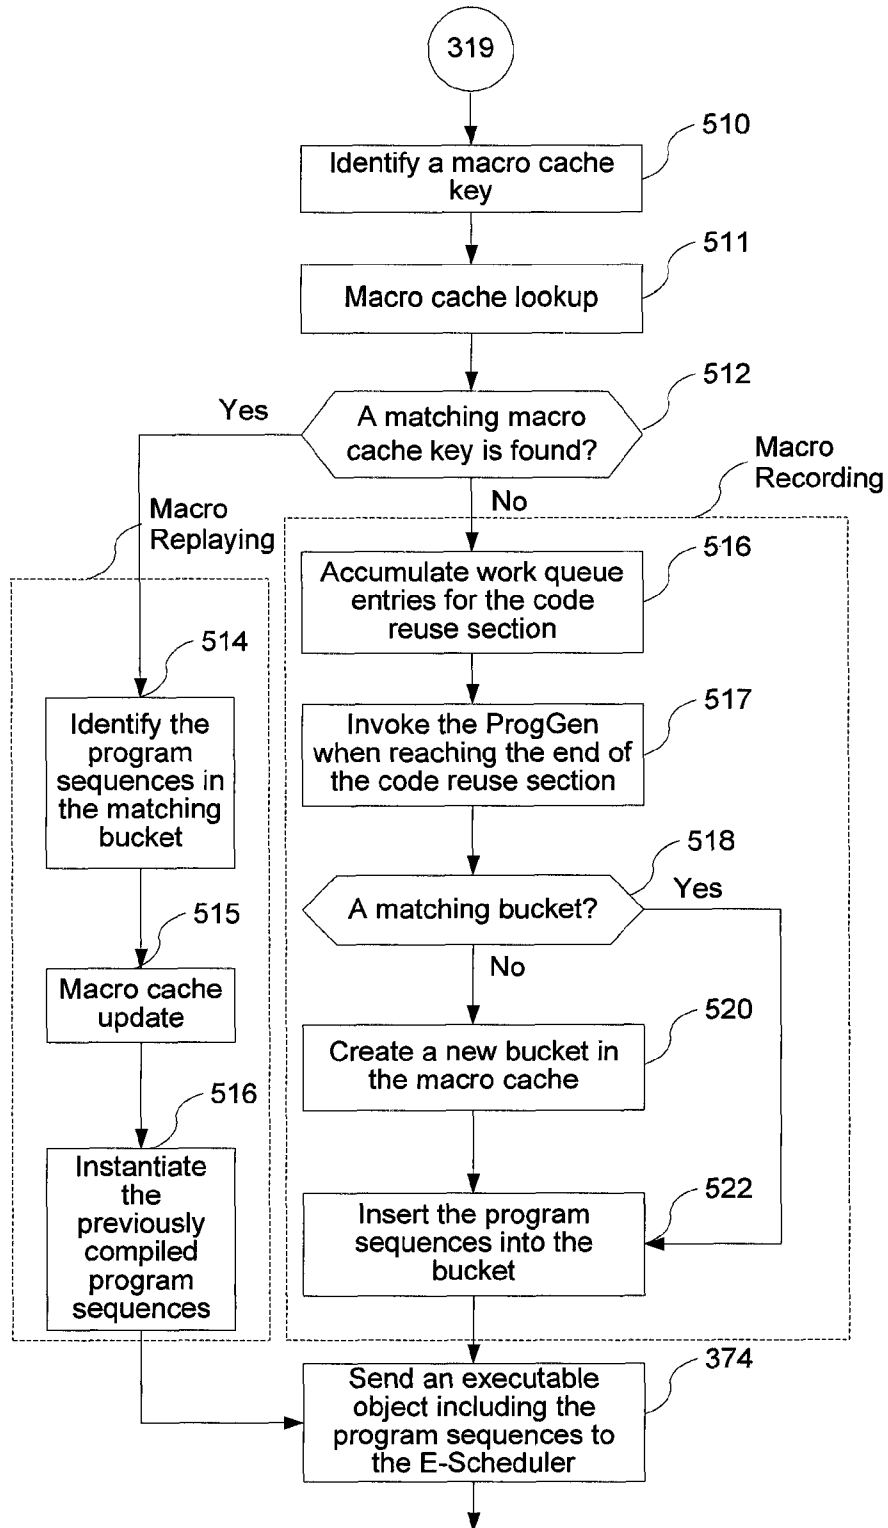 319
510
Identify a macro cache
key
511
Macro cache lookup
512
Yes
A matching macro
cache key is found?
Macro
Recording
No
Macro
Replaying
516
Accumulate work queue
entries for the code
reuse section
514
Identify the
program
sequences in
the matching
bucket
517
Invoke the ProgGen
when reaching the end of
the code reuse section
518
A matching bucket?
Yes
No
515
Macro cache
update
520
Create a new bucket in
the macro cache
516
Instantiate
the
previously
compiled
program
sequences
522
Insert the program
sequences into the
bucket
374
Send an executable
object including the
program sequences to
the E-Scheduler